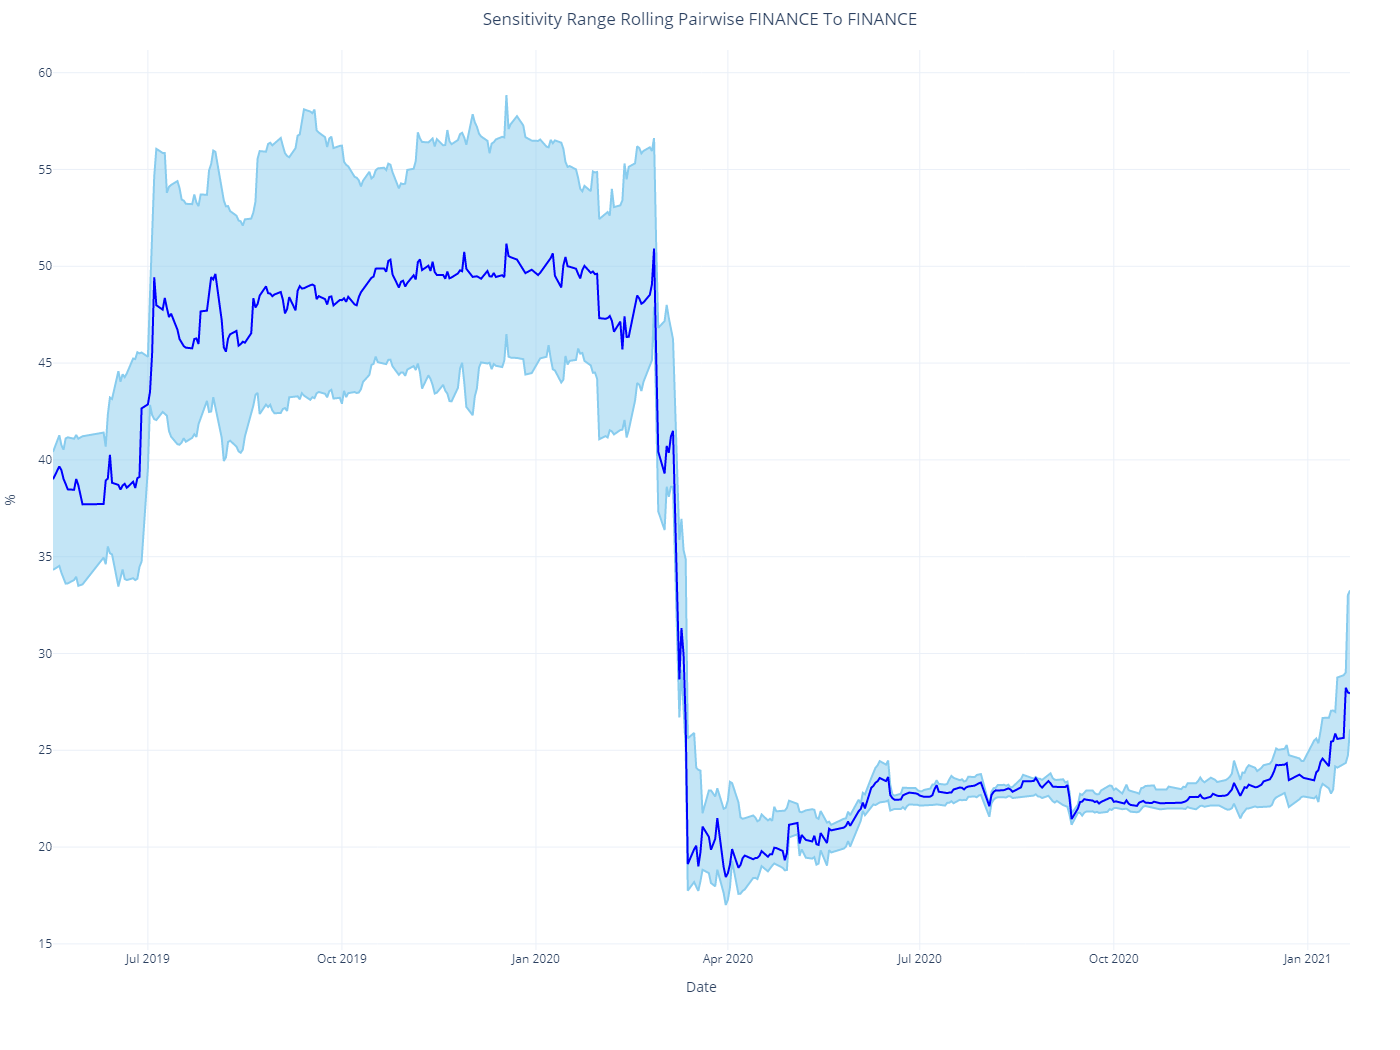 Sensitivity Range Rolling Pairwise FINANCE To FINANCE
60
55
50
45
40
35
30
25
20
15
%
Jul 2019
Oct 2019
Jan 2020
Apr 2020
Jul 2020
Oct 2020
Jan 2021
Date